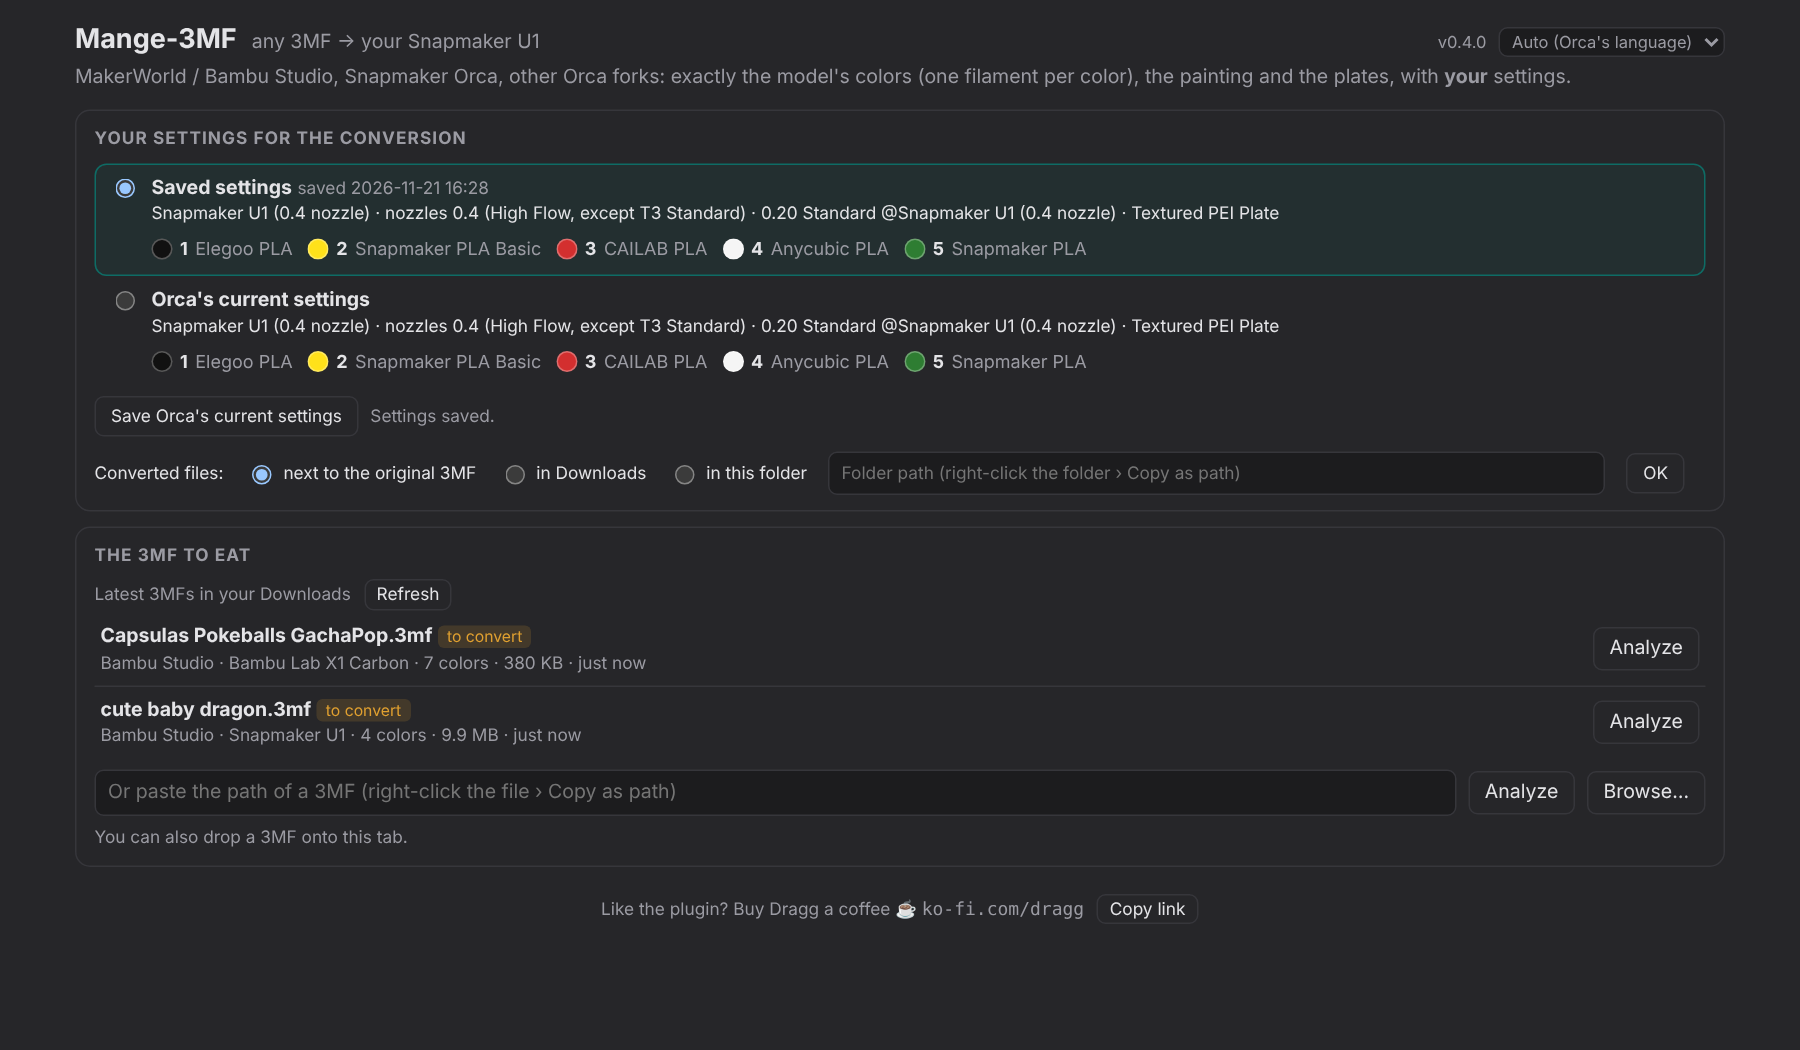 Mange-3MF any 3MF → your Snapmaker U1
v0.4.0 Auto (Orca's language)
MakerWorld / Bambu Studio, Snapmaker Orca, other Orca forks: exactly the model's colors (one filament per color), the painting and the plates, with your settings.
YOUR SETTINGS FOR THE CONVERSION
Saved settings saved 2026-11-21 16:28
Snapmaker U1 (0.4 nozzle) · nozzles 0.4 (High Flow, except T3 Standard) · 0.20 Standard @Snapmaker U1 (0.4 nozzle) · Textured PEI Plate
1 Elegoo PLA 2 Snapmaker PLA Basic 3 CAILAB PLA 4 Anycubic PLA 5 Snapmaker PLA
Orca's current settings
Snapmaker U1 (0.4 nozzle) · nozzles 0.4 (High Flow, except T3 Standard) · 0.20 Standard @Snapmaker U1 (0.4 nozzle) · Textured PEI Plate
1 Elegoo PLA 2 Snapmaker PLA Basic 3 CAILAB PLA 4 Anycubic PLA 5 Snapmaker PLA
Save Orca's current settings Settings saved.
Converted files: next to the original 3MF in Downloads in this folder Folder path (right-click the folder › Copy as path) OK
THE 3MF TO EAT
Latest 3MFs in your Downloads Refresh
Capsulas Pokeballs GachaPop.3mf to convert
Bambu Studio · Bambu Lab X1 Carbon · 7 colors · 380 KB · just now
Analyze
cute baby dragon.3mf to convert
Bambu Studio · Snapmaker U1 · 4 colors · 9.9 MB · just now
Analyze
Or paste the path of a 3MF (right-click the file › Copy as path) Analyze Browse...
You can also drop a 3MF onto this tab.
Like the plugin? Buy Dragg a coffee ☕ ko-fi.com/dragg Copy link